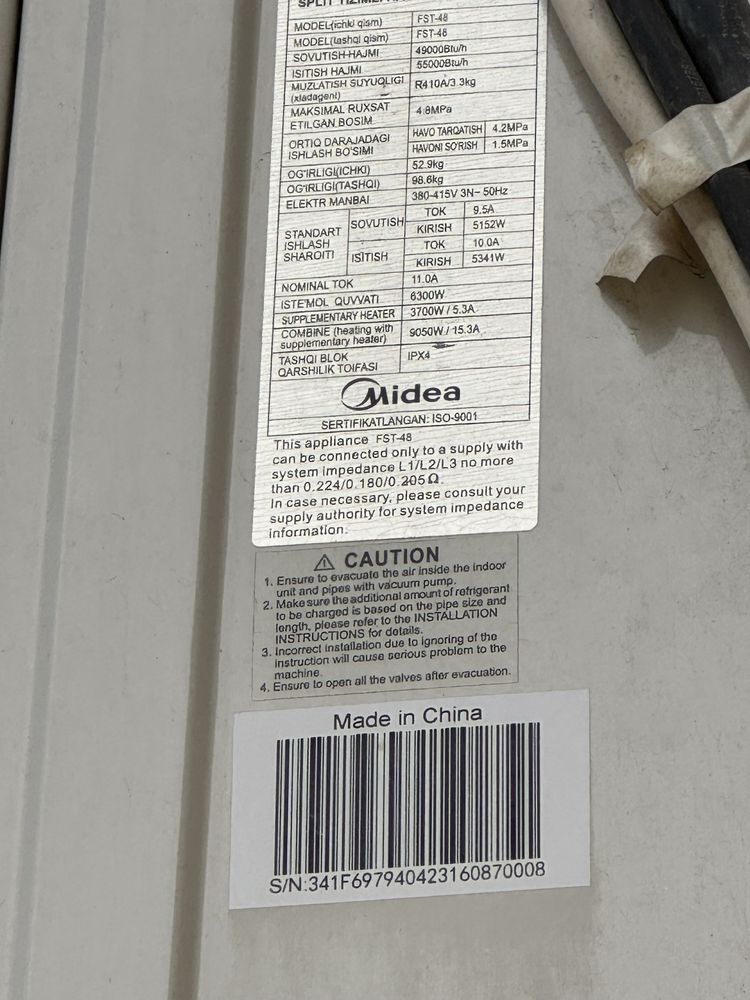 SPLIT TIZIMLI
MODEL(ichki qism) FST-48
MODEL(tashqi qism) FST-48
SOVUTISH-HAJMI 49000Btu/h
ISITISH HAJMI 55000Btu/h
MUZLATISH SUYUQLIGI (xladagent) R410A/3.3kg
MAKSIMAL RUXSAT ETILGAN BOSIM 4.8MPa
ORTIQ DARAJADAGI ISHLASH BO'SIMI HAVO TARQATISH 4.2MPa
HAVONI SO'RISH 1.5MPa
OG'IRLIGI(ICHKI) 52.9kg
OG'IRLIGI(TASHQI) 98.6kg
ELEKTR MANBAI 380-415V 3N~ 50Hz
STANDART ISHLASH SHAROITI SOVUTISH TOK 9.5A
KIRISH 5152W
ISITISH TOK 10.0A
KIRISH 5341W
NOMINAL TOK 11.0A
ISTE'MOL QUVVATI 6300W
SUPPLEMENTARY HEATER 3700W / 5.3A
COMBINE (heating with supplementary heater) 9050W / 15.3A
TASHQI BLOK QARSHILIK TOIFASI IPX4
Midea
SERTIFIKATLANGAN: ISO-9001
This appliance FST-48
can be connected only to a supply with
system impedance L1/L2/L3 no more
than 0.224/0.180/0.205Ω.
In case necessary, please consult your
supply authority for system impedance
information.
⚠ CAUTION
1. Ensure to evacuate the air inside the indoor
unit and pipes with vacuum pump.
2. Make sure the additional amount of refrigerant
to be charged is based on the pipe size and
length, please refer to the INSTALLATION
INSTRUCTIONS for details.
3. Incorrect installation due to ignoring of the
instruction will cause serious problem to the
machine.
4. Ensure to open all the valves after evacuation.
Made in China
S/N:341F697940423160870008